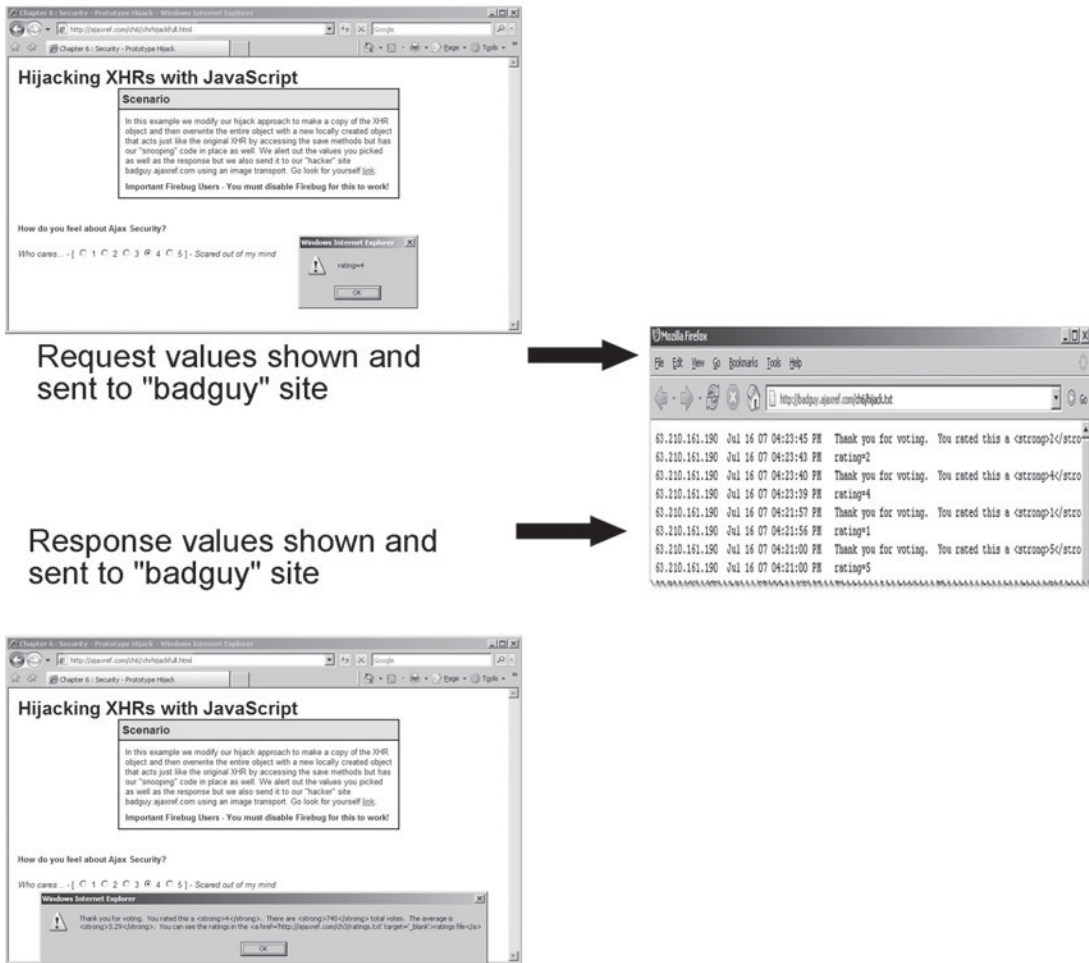 Chapter 6 : Security - Prototype Hijack - Windows Internet Explorer
http://ajaxref.com/ch6/xhrhijackfull.html
Google
Chapter 6 : Security - Prototype Hijack
Page
Tools
Hijacking XHRs with JavaScript
Scenario
In this example we modify our hijack approach to make a copy of the XHR
object and then overwrite the entire object with a new locally created object
that acts just like the original XHR by accessing the save methods but has
our "snooping" code in place as well. We alert out the values you picked
as well as the response but we also send it to our "hacker" site
badguy.ajaxref.com using an image transport. Go look for yourself link.
Important Firebug Users - You must disable Firebug for this to work!
How do you feel about Ajax Security?
Who cares... - [ 1 2 3 4 5 ] - Scared out of my mind
Windows Internet Explorer
rating=4
OK
Request values shown and
sent to "badguy" site
Mozilla Firefox
File Edit View Go Bookmarks Tools Help
http://badguy.ajaxref.com/ch6/hijack.txt
Go
63.210.161.190 Jul 16 07 04:23:45 PM Thank you for voting. You rated this a <strong>2</stro
63.210.161.190 Jul 16 07 04:23:43 PM rating=2
63.210.161.190 Jul 16 07 04:23:40 PM Thank you for voting. You rated this a <strong>4</stro
63.210.161.190 Jul 16 07 04:23:39 PM rating=4
63.210.161.190 Jul 16 07 04:21:57 PM Thank you for voting. You rated this a <strong>1</stro
63.210.161.190 Jul 16 07 04:21:56 PM rating=1
63.210.161.190 Jul 16 07 04:21:00 PM Thank you for voting. You rated this a <strong>5</stro
63.210.161.190 Jul 16 07 04:21:00 PM rating=5
Response values shown and
sent to "badguy" site
Chapter 6 : Security - Prototype Hijack - Windows Internet Explorer
http://ajaxref.com/ch6/xhrhijackfull.html
Google
Chapter 6 : Security - Prototype Hijack
Page
Tools
Hijacking XHRs with JavaScript
Scenario
In this example we modify our hijack approach to make a copy of the XHR
object and then overwrite the entire object with a new locally created object
that acts just like the original XHR by accessing the save methods but has
our "snooping" code in place as well. We alert out the values you picked
as well as the response but we also send it to our "hacker" site
badguy.ajaxref.com using an image transport. Go look for yourself link.
Important Firebug Users - You must disable Firebug for this to work!
How do you feel about Ajax Security?
Who cares... - [ 1 2 3 4 5 ] - Scared out of my mind
Windows Internet Explorer
Thank you for voting. You rated this a <strong>4</strong>. There are <strong>740</strong> total votes. The average is
<strong>3.29</strong>. You can see the ratings in the <a href='http://ajaxref.com/ch3/ratings.txt' target='_blank'>ratings file</a>
OK